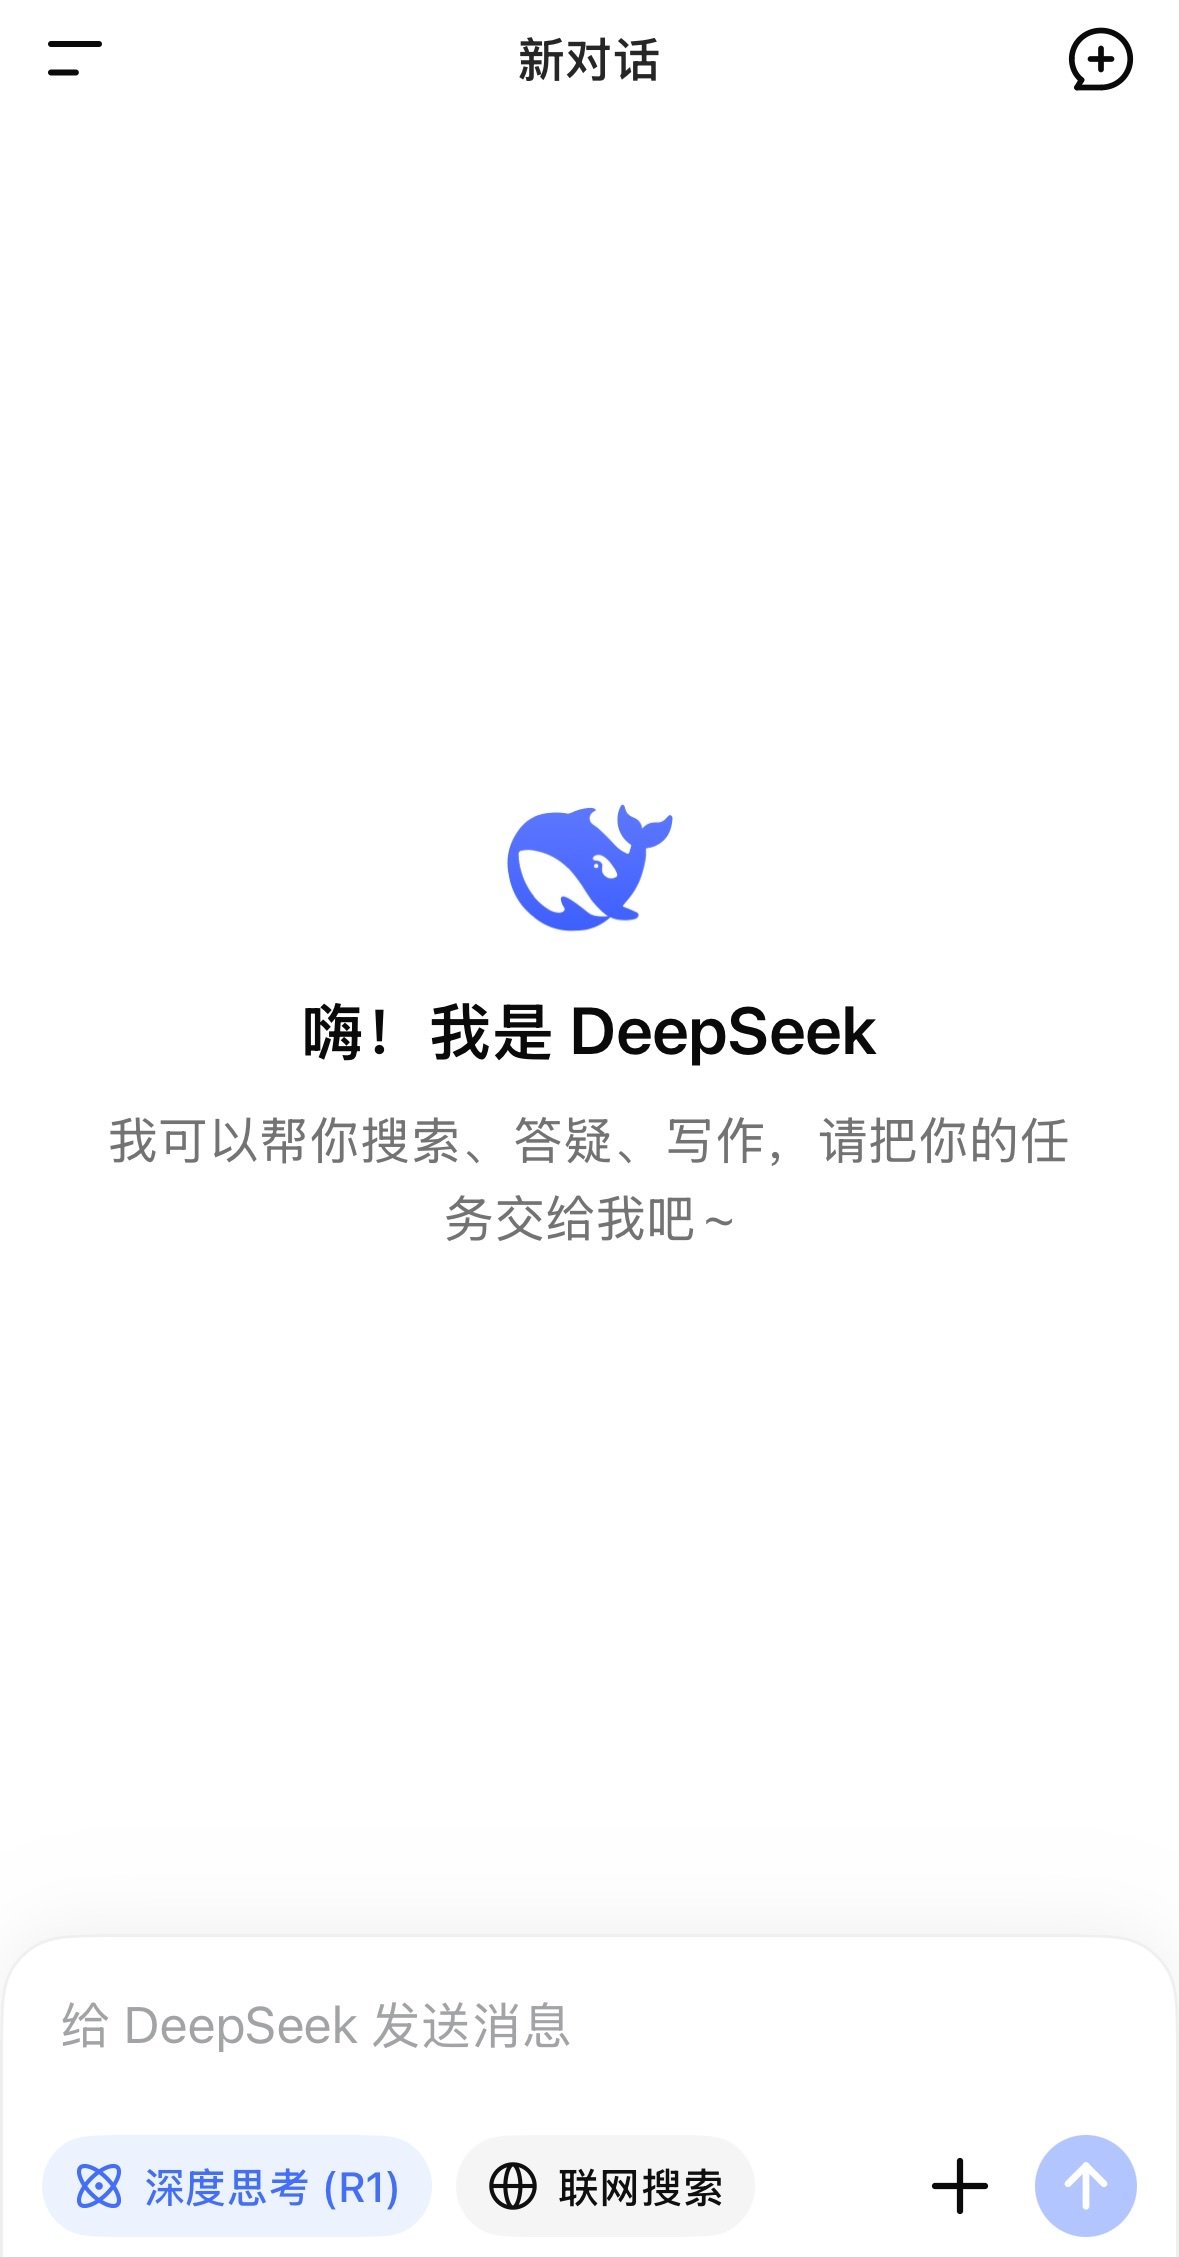 新对话
嗨！我是 DeepSeek
我可以帮你搜索、答疑、写作，请把你的任
务交给我吧~
给 DeepSeek 发送消息
深度思考 (R1)
联网搜索